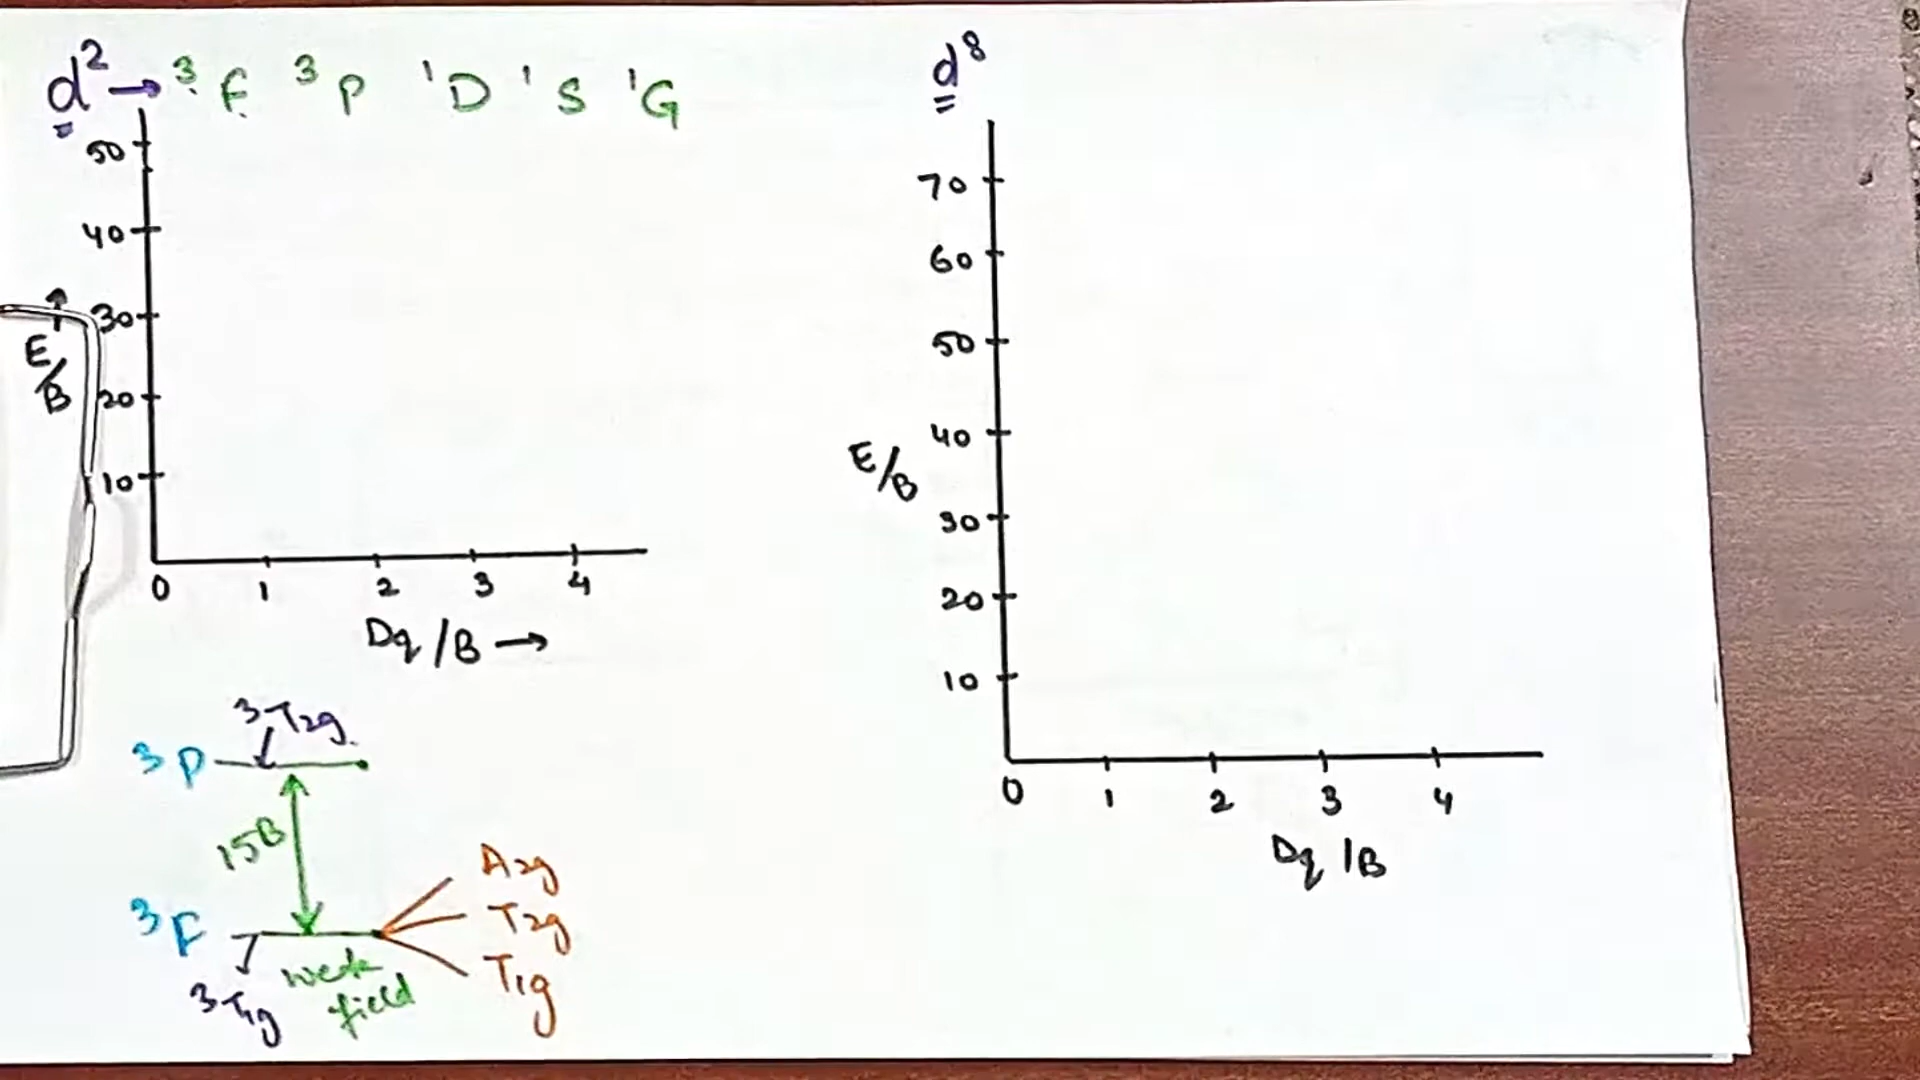 d² → ³F ³P ¹D ¹S ¹G
50
40
30
20
10
E/B
0 1 2 3 4
Dq/B →
³T2g
³P
15B
³F
³T1g
weak
field
A2g
T2g
T1g
d⁸
70
60
50
40
30
20
10
E/B
0 1 2 3 4
Dq/B